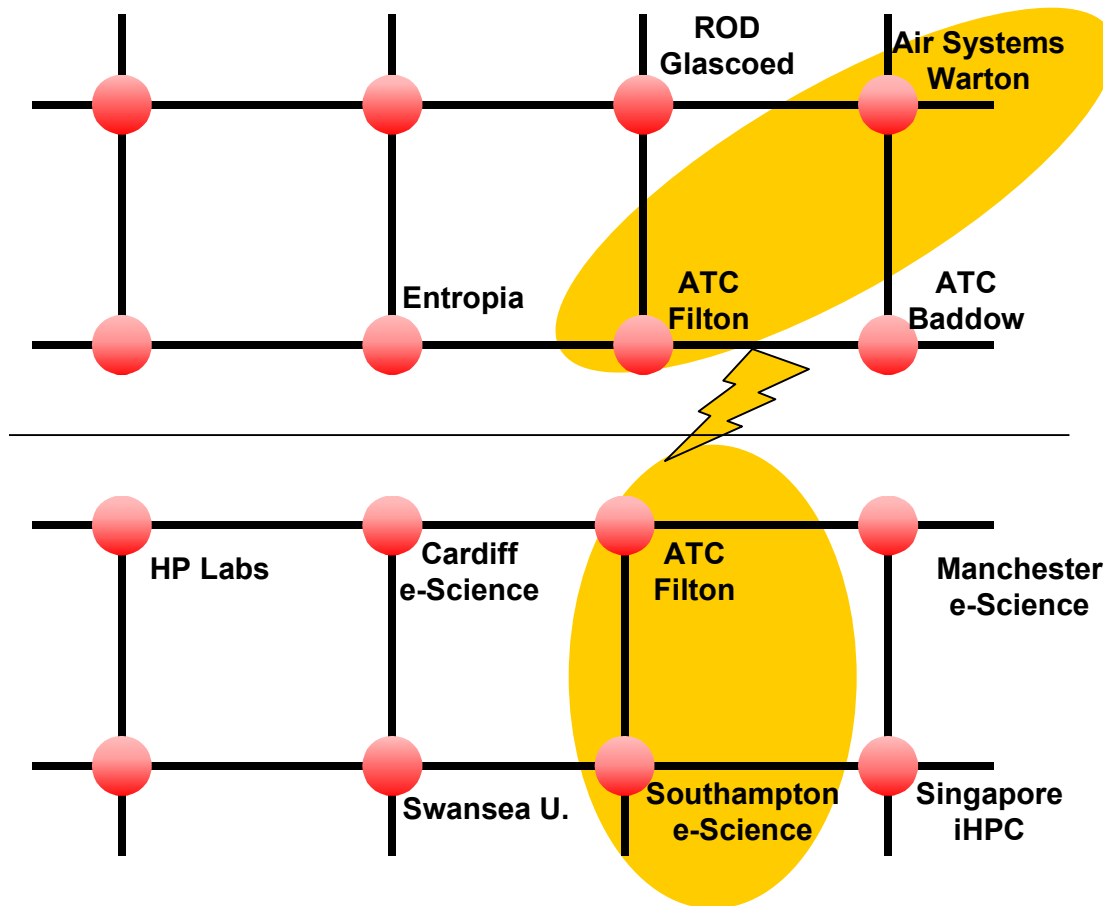 ROD
Glascoed
Air Systems
Warton
Entropia
ATC
Filton
ATC
Baddow
HP Labs
Cardiff
e-Science
ATC
Filton
Manchester
e-Science
Swansea U.
Southampton
e-Science
Singapore
iHPC